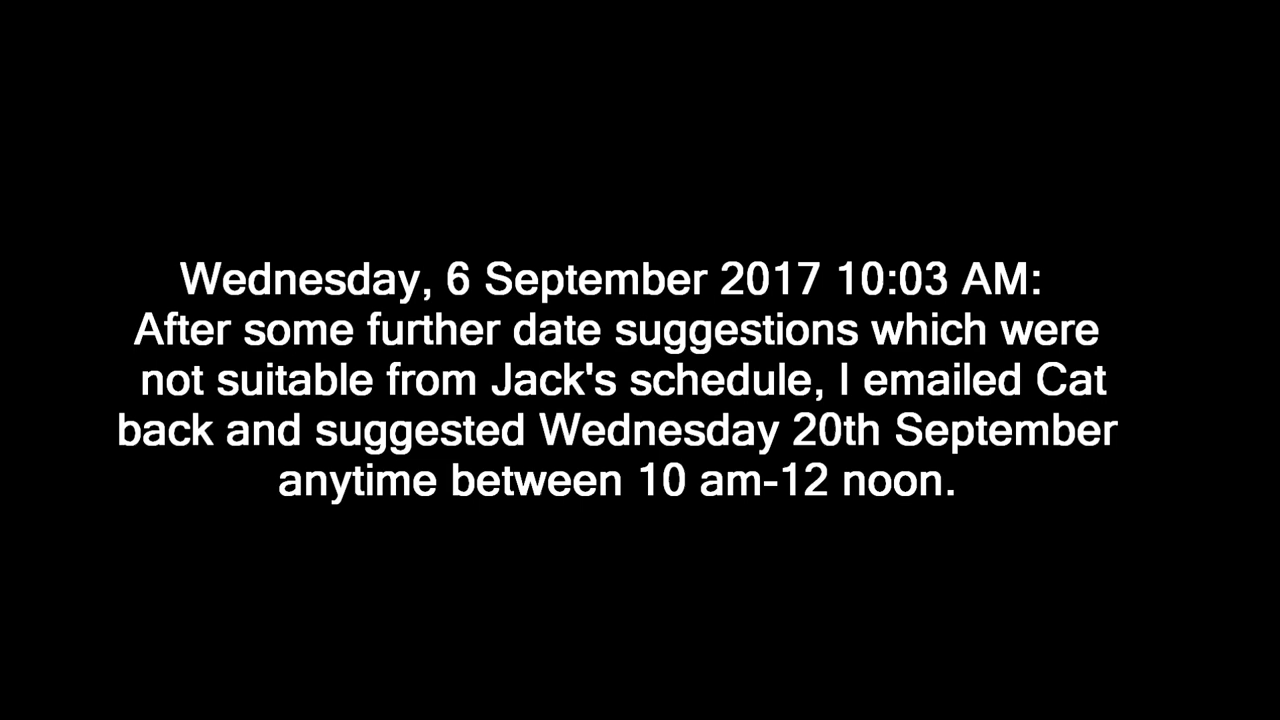 Wednesday, 6 September 2017 10:03 AM:
After some further date suggestions which were
not suitable from Jack's schedule, I emailed Cat
back and suggested Wednesday 20th September
anytime between 10 am-12 noon.